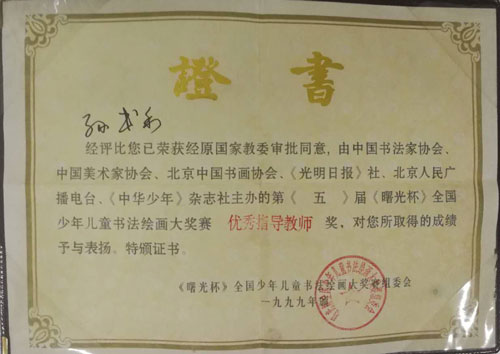 證書
孙
经评比您已荣获经原国家教委审批同意，由中国书法家协会、
中国美术家协会、北京中国书画协会、《光明日报》社、北京人民广
播电台、《中华少年》杂志社主办的第（ 五 ）届《曙光杯》全国
少年儿童书法绘画大奖赛 优秀指导教师 奖，对您所取得的成绩
予与表扬。特颁证书。
《曙光杯》全国少年儿童书法绘画大奖赛组委会
一九九九年